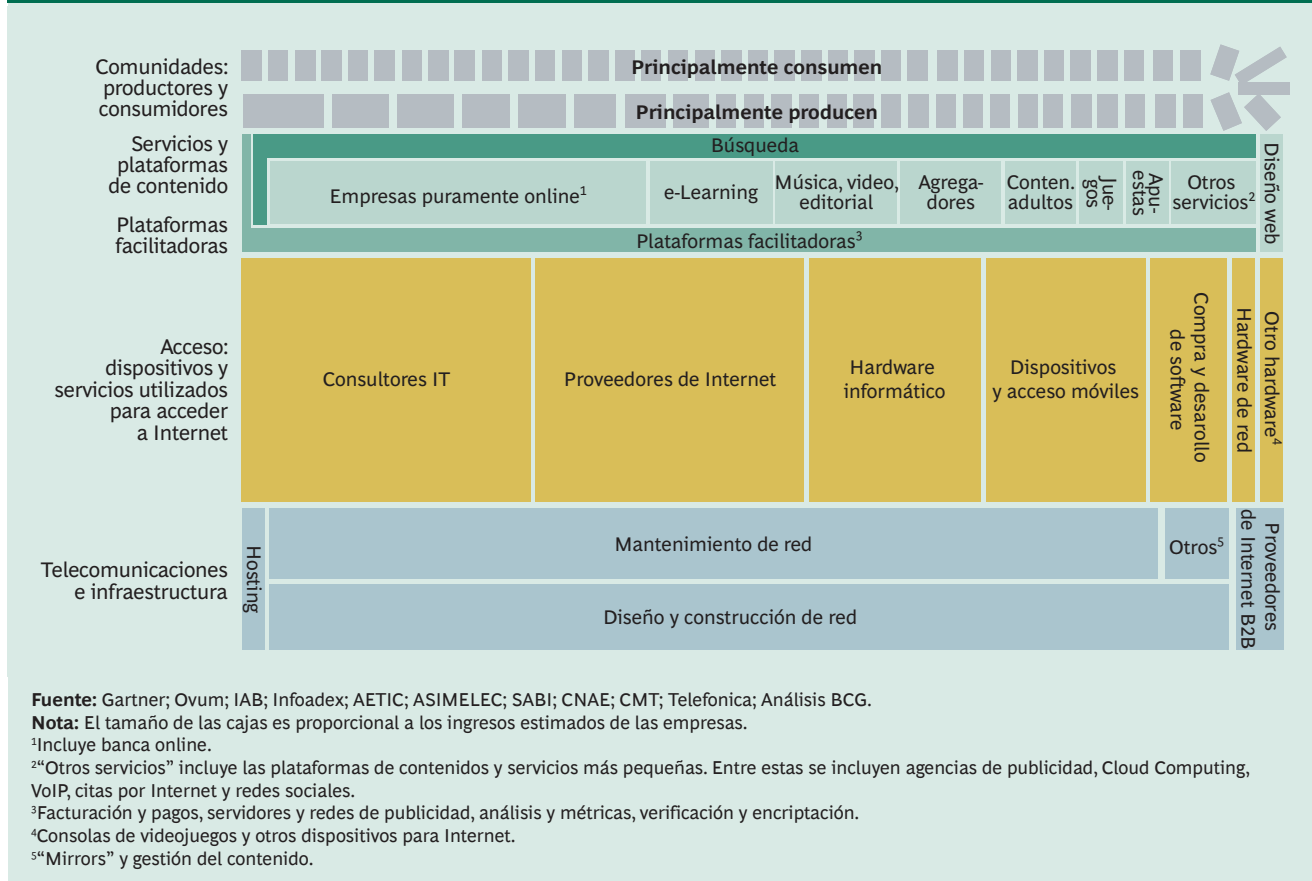 Comunidades:
productores y
consumidores
Principalmente consumen
Principalmente producen
Servicios y
plataformas
de contenido
Búsqueda
Empresas puramente online¹
e-Learning
Música, video,
editorial
Agrega-
dores
Conten.
adultos
Jue-
gos
Apu-
estas
Otros
servicios²
Diseño web
Plataformas
facilitadoras
Plataformas facilitadoras³
Acceso:
dispositivos y
servicios utilizados
para acceder
a Internet
Consultores IT
Proveedores de Internet
Hardware
informático
Dispositivos
y acceso móviles
Compra y desarollo
de software
Hardware de red
Otro hardware⁴
Telecomunicaciones
e infraestructura
Hosting
Mantenimiento de red
Otros⁵
Diseño y construcción de red
Proveedores
de Internet B2B
Fuente: Gartner; Ovum; IAB; Infoadex; AETIC; ASIMELEC; SABI; CNAE; CMT; Telefonica; Análisis BCG.
Nota: El tamaño de las cajas es proporcional a los ingresos estimados de las empresas.
¹Incluye banca online.
²“Otros servicios” incluye las plataformas de contenidos y servicios más pequeñas. Entre estas se incluyen agencias de publicidad, Cloud Computing,
VoIP, citas por Internet y redes sociales.
³Facturación y pagos, servidores y redes de publicidad, análisis y métricas, verificación y encriptación.
⁴Consolas de videojuegos y otros dispositivos para Internet.
⁵“Mirrors” y gestión del contenido.